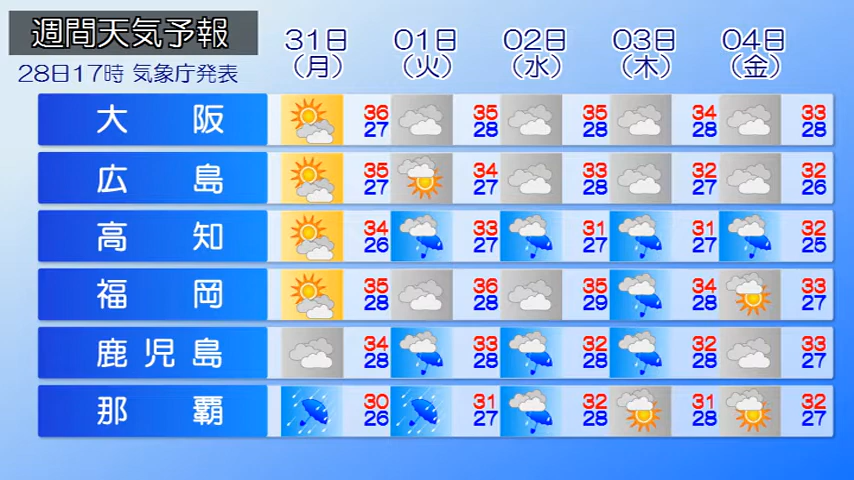 週間天気予報
28日17時 気象庁発表
31日 01日 02日 03日 04日
(月) (火) (水) (木) (金)
大阪 36 27 35 28 35 28 34 28 33 28
広島 35 27 34 27 33 28 32 27 32 26
高知 34 26 33 27 31 27 31 27 32 25
福岡 35 28 36 28 35 29 34 28 33 27
鹿児島 34 28 33 28 32 28 32 28 33 27
那覇 30 26 31 27 32 28 31 28 32 27